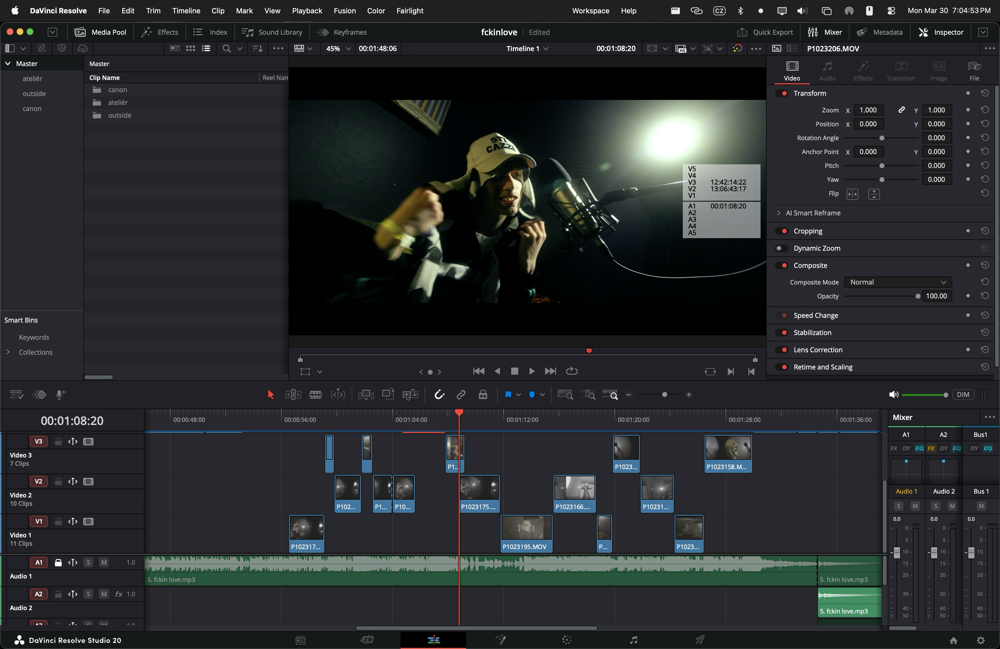 DaVinci Resolve File Edit Trim Timeline Clip Mark View Playback Fusion Color Fairlight Workspace Help CZ Mon Mar 30 7:04:53 PM
Media Pool Effects Index Sound Library Keyframes fckinlove Edited Quick Export Mixer Metadata Inspector
45% 00:01:48:06 Timeline 1 00:01:08:20 HQ P1023206.MOV
Master
ateliér
outside
canon
Smart Bins
Keywords
Collections
Master
Clip Name Reel Nam
canon
ateliér
outside
V5
V4
V3 12:42:14:22
V2 13:06:43:17
V1
A1 00:01:08:20
A2
A3
A4
A5
Video Audio Effects Transition Image File
Transform
Zoom X 1.000 Y 1.000
Position X 0.000 Y 0.000
Rotation Angle 0.000
Anchor Point X 0.000 Y 0.000
Pitch 0.000
Yaw 0.000
Flip
AI Smart Reframe
Cropping
Dynamic Zoom
Composite
Composite Mode Normal
Opacity 100.00
Speed Change
Stabilization
Lens Correction
Retime and Scaling
DIM
00:01:08:20
00:00:48:00 00:00:56:00 00:01:04:00 00:01:12:00 00:01:20:00 00:01:28:00 00:01:36:00
V3
Video 3
7 Clips
P1... P1023... P1023158.M...
V2
Video 2
10 Clips
P102... P1... P10... P1023175.... P1023166.... P10231...
V1
Video 1
11 Clips
P102317... P1023195.MOV P... P1023...
A1 S M 1.0
Audio 1
5. fckin love.mp3 5. fckin love.mp3
A2 S M fx 1.0
Audio 2
5. fckin love.mp3
Mixer
A1 A2 Bus1
FX DY EQ FX DY EQ DY EQ
Audio 1 Audio 2 Bus 1
S M S M M
0.0 0.0 0.0
0 0 0
5 5 5
10 10 10
15 15 15
20 20 20
30 30 30
40 40 40
50 50 50
DaVinci Resolve Studio 20